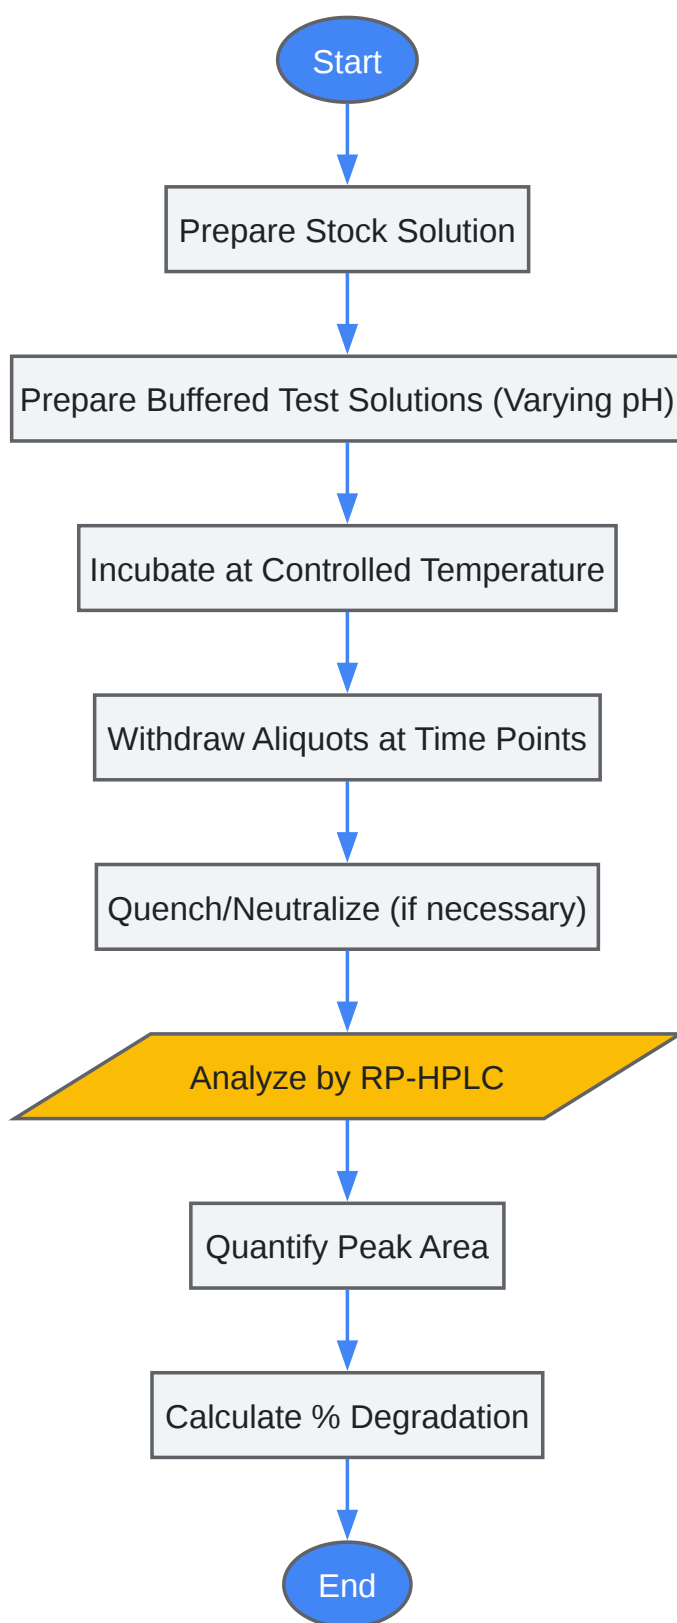 Start
Prepare Stock Solution
Prepare Buffered Test Solutions (Varying pH)
Incubate at Controlled Temperature
Withdraw Aliquots at Time Points
Quench/Neutralize (if necessary)
Analyze by RP-HPLC
Quantify Peak Area
Calculate % Degradation
End